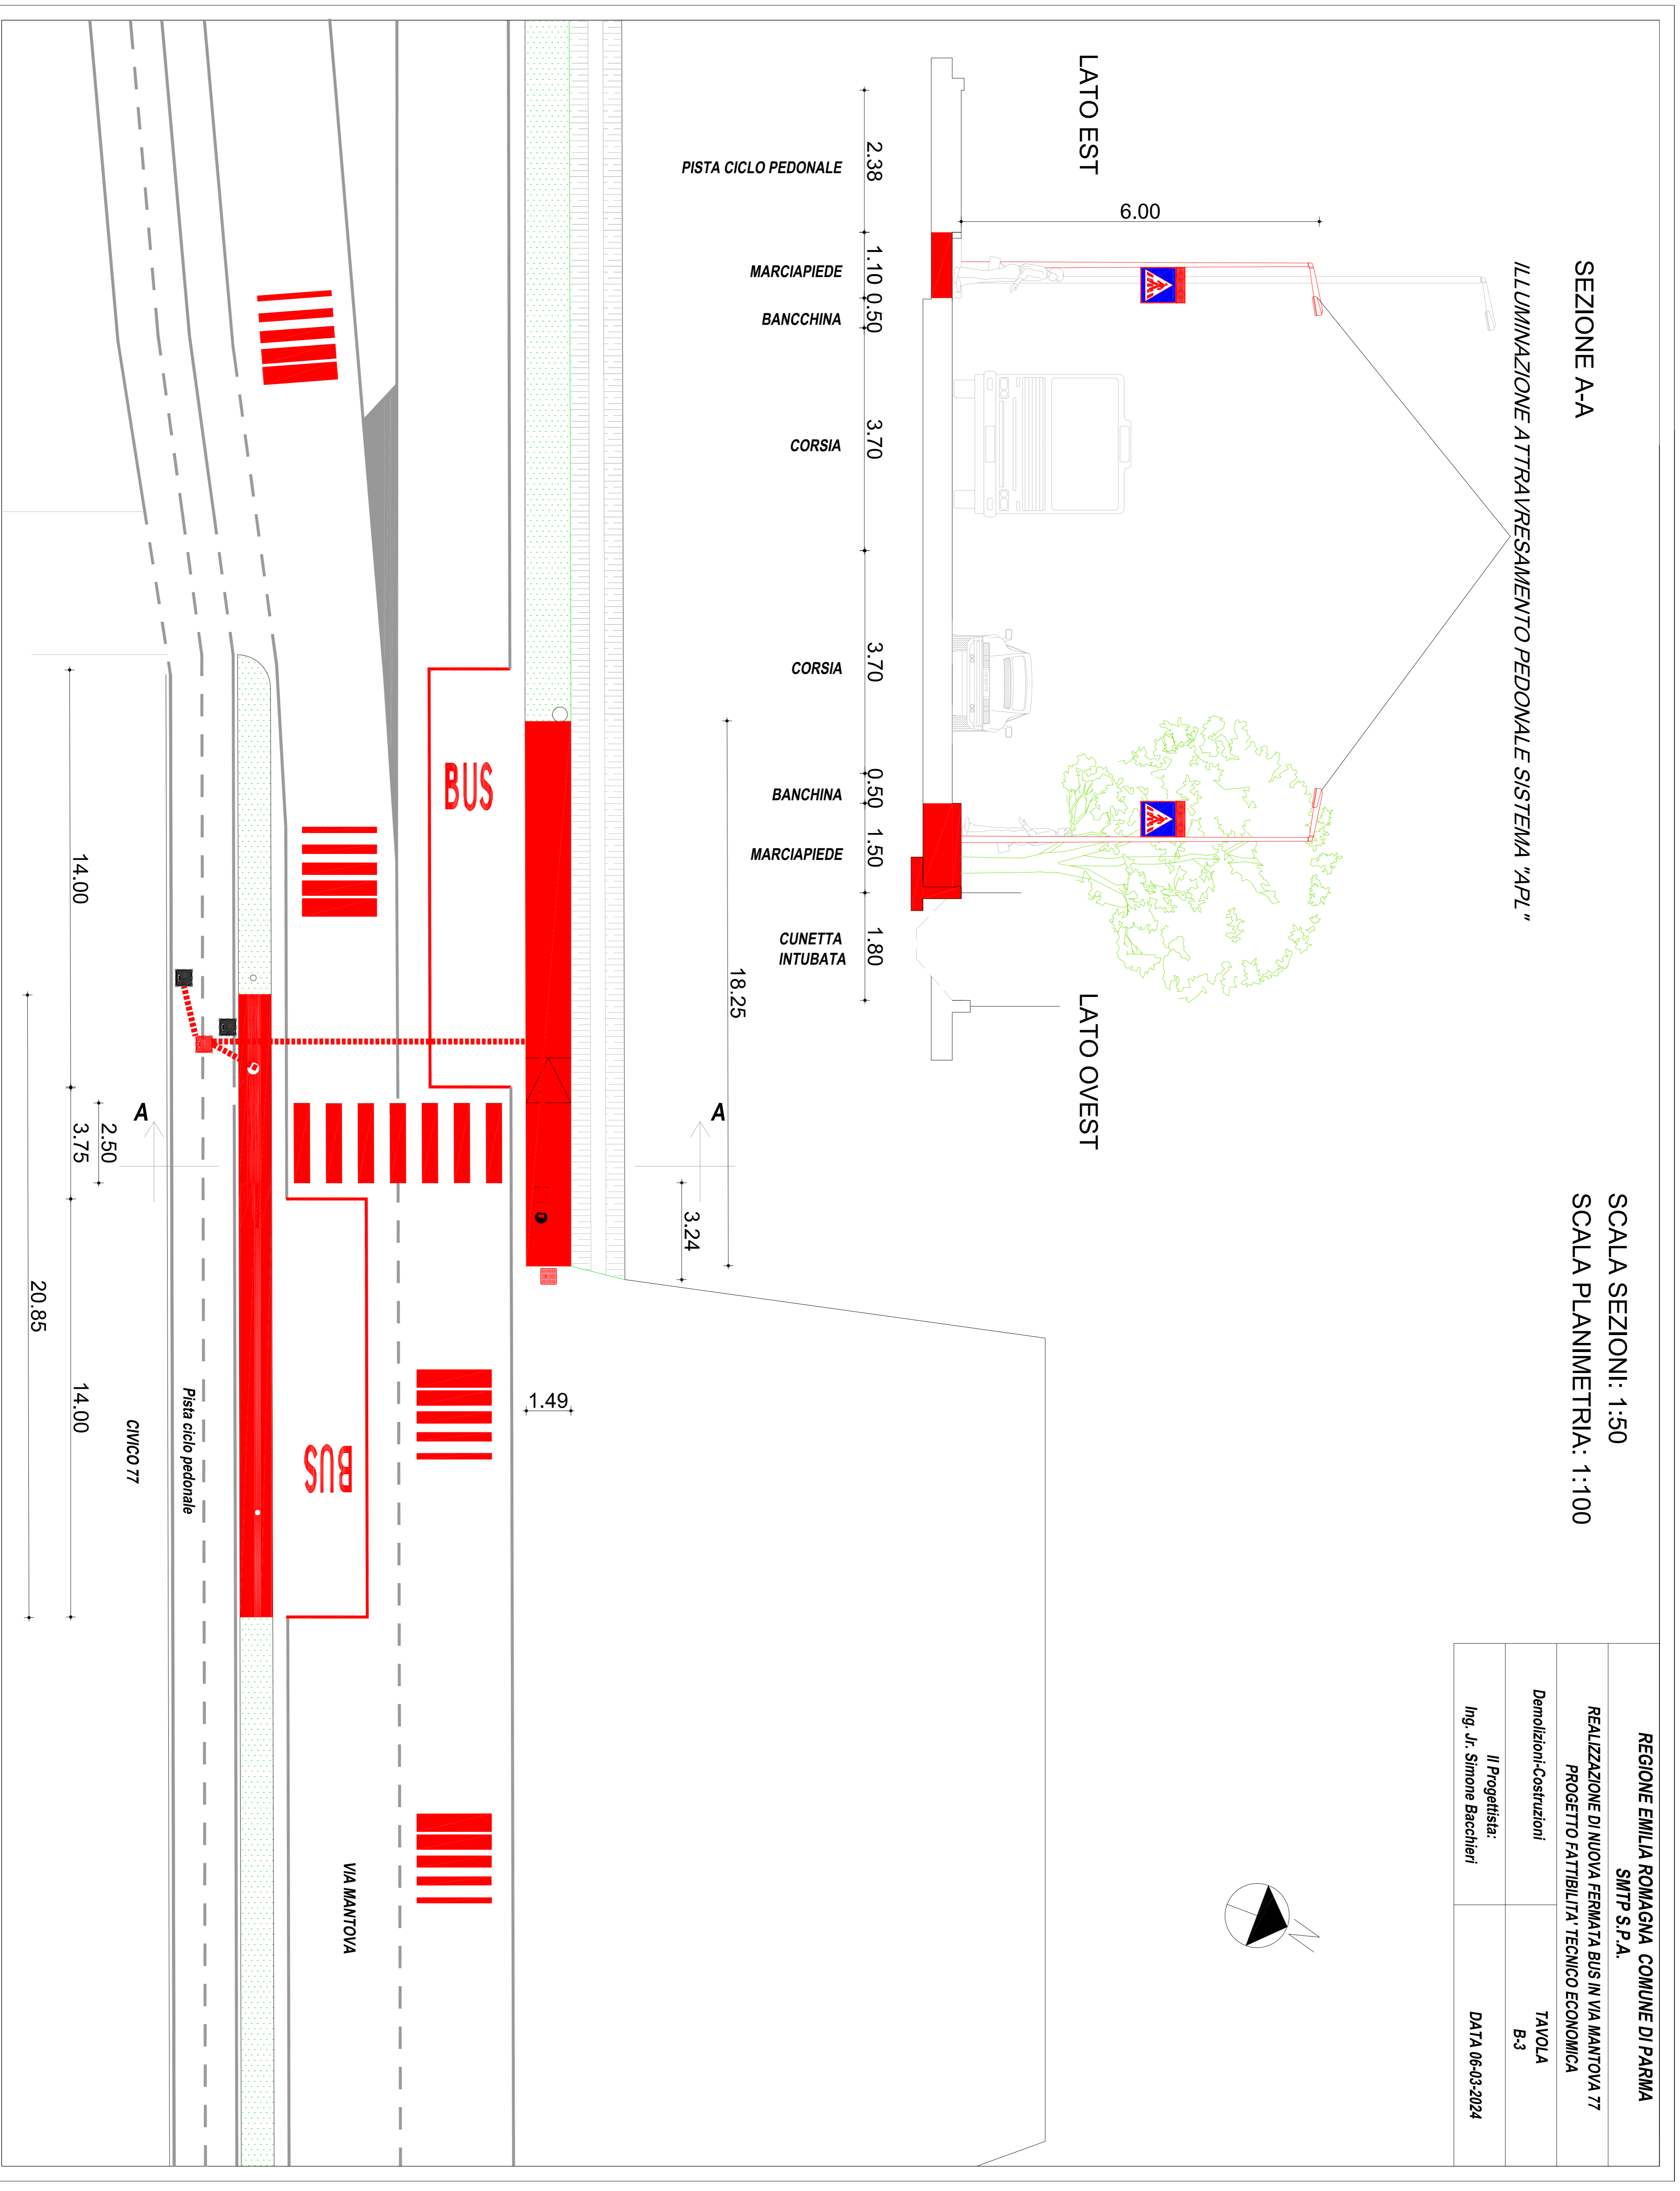 SEZIONE A-A
ILLUMINAZIONE ATTRAVRESAMENTO PEDONALE SISTEMA "APL"
SCALA SEZIONI: 1:50
SCALA PLANIMETRIA: 1:100
REGIONE EMILIA ROMAGNA COMUNE DI PARMA
SMTP S.P.A.
REALIZZAZIONE DI NUOVA FERMATA BUS IN VIA MANTOVA 77
PROGETTO FATTIBILITA' TECNICO ECONOMICA
Demolizioni-Costruzioni
TAVOLA
B-3
Il Progettista:
Ing. Jr. Simone Bacchieri
DATA 06-03-2024
N
LATO EST
LATO OVEST
6.00
2.38
1.10
0.50
3.70
3.70
0.50
1.50
1.80
PISTA CICLO PEDONALE
MARCIAPIEDE
BANCCHINA
CORSIA
CORSIA
BANCHINA
MARCIAPIEDE
CUNETTA
INTUBATA
18.25
3.24
A
1.49
BUS
BUS
VIA MANTOVA
A
2.50
14.00
3.75
14.00
20.85
Pista ciclo pedonale
CIVICO 77